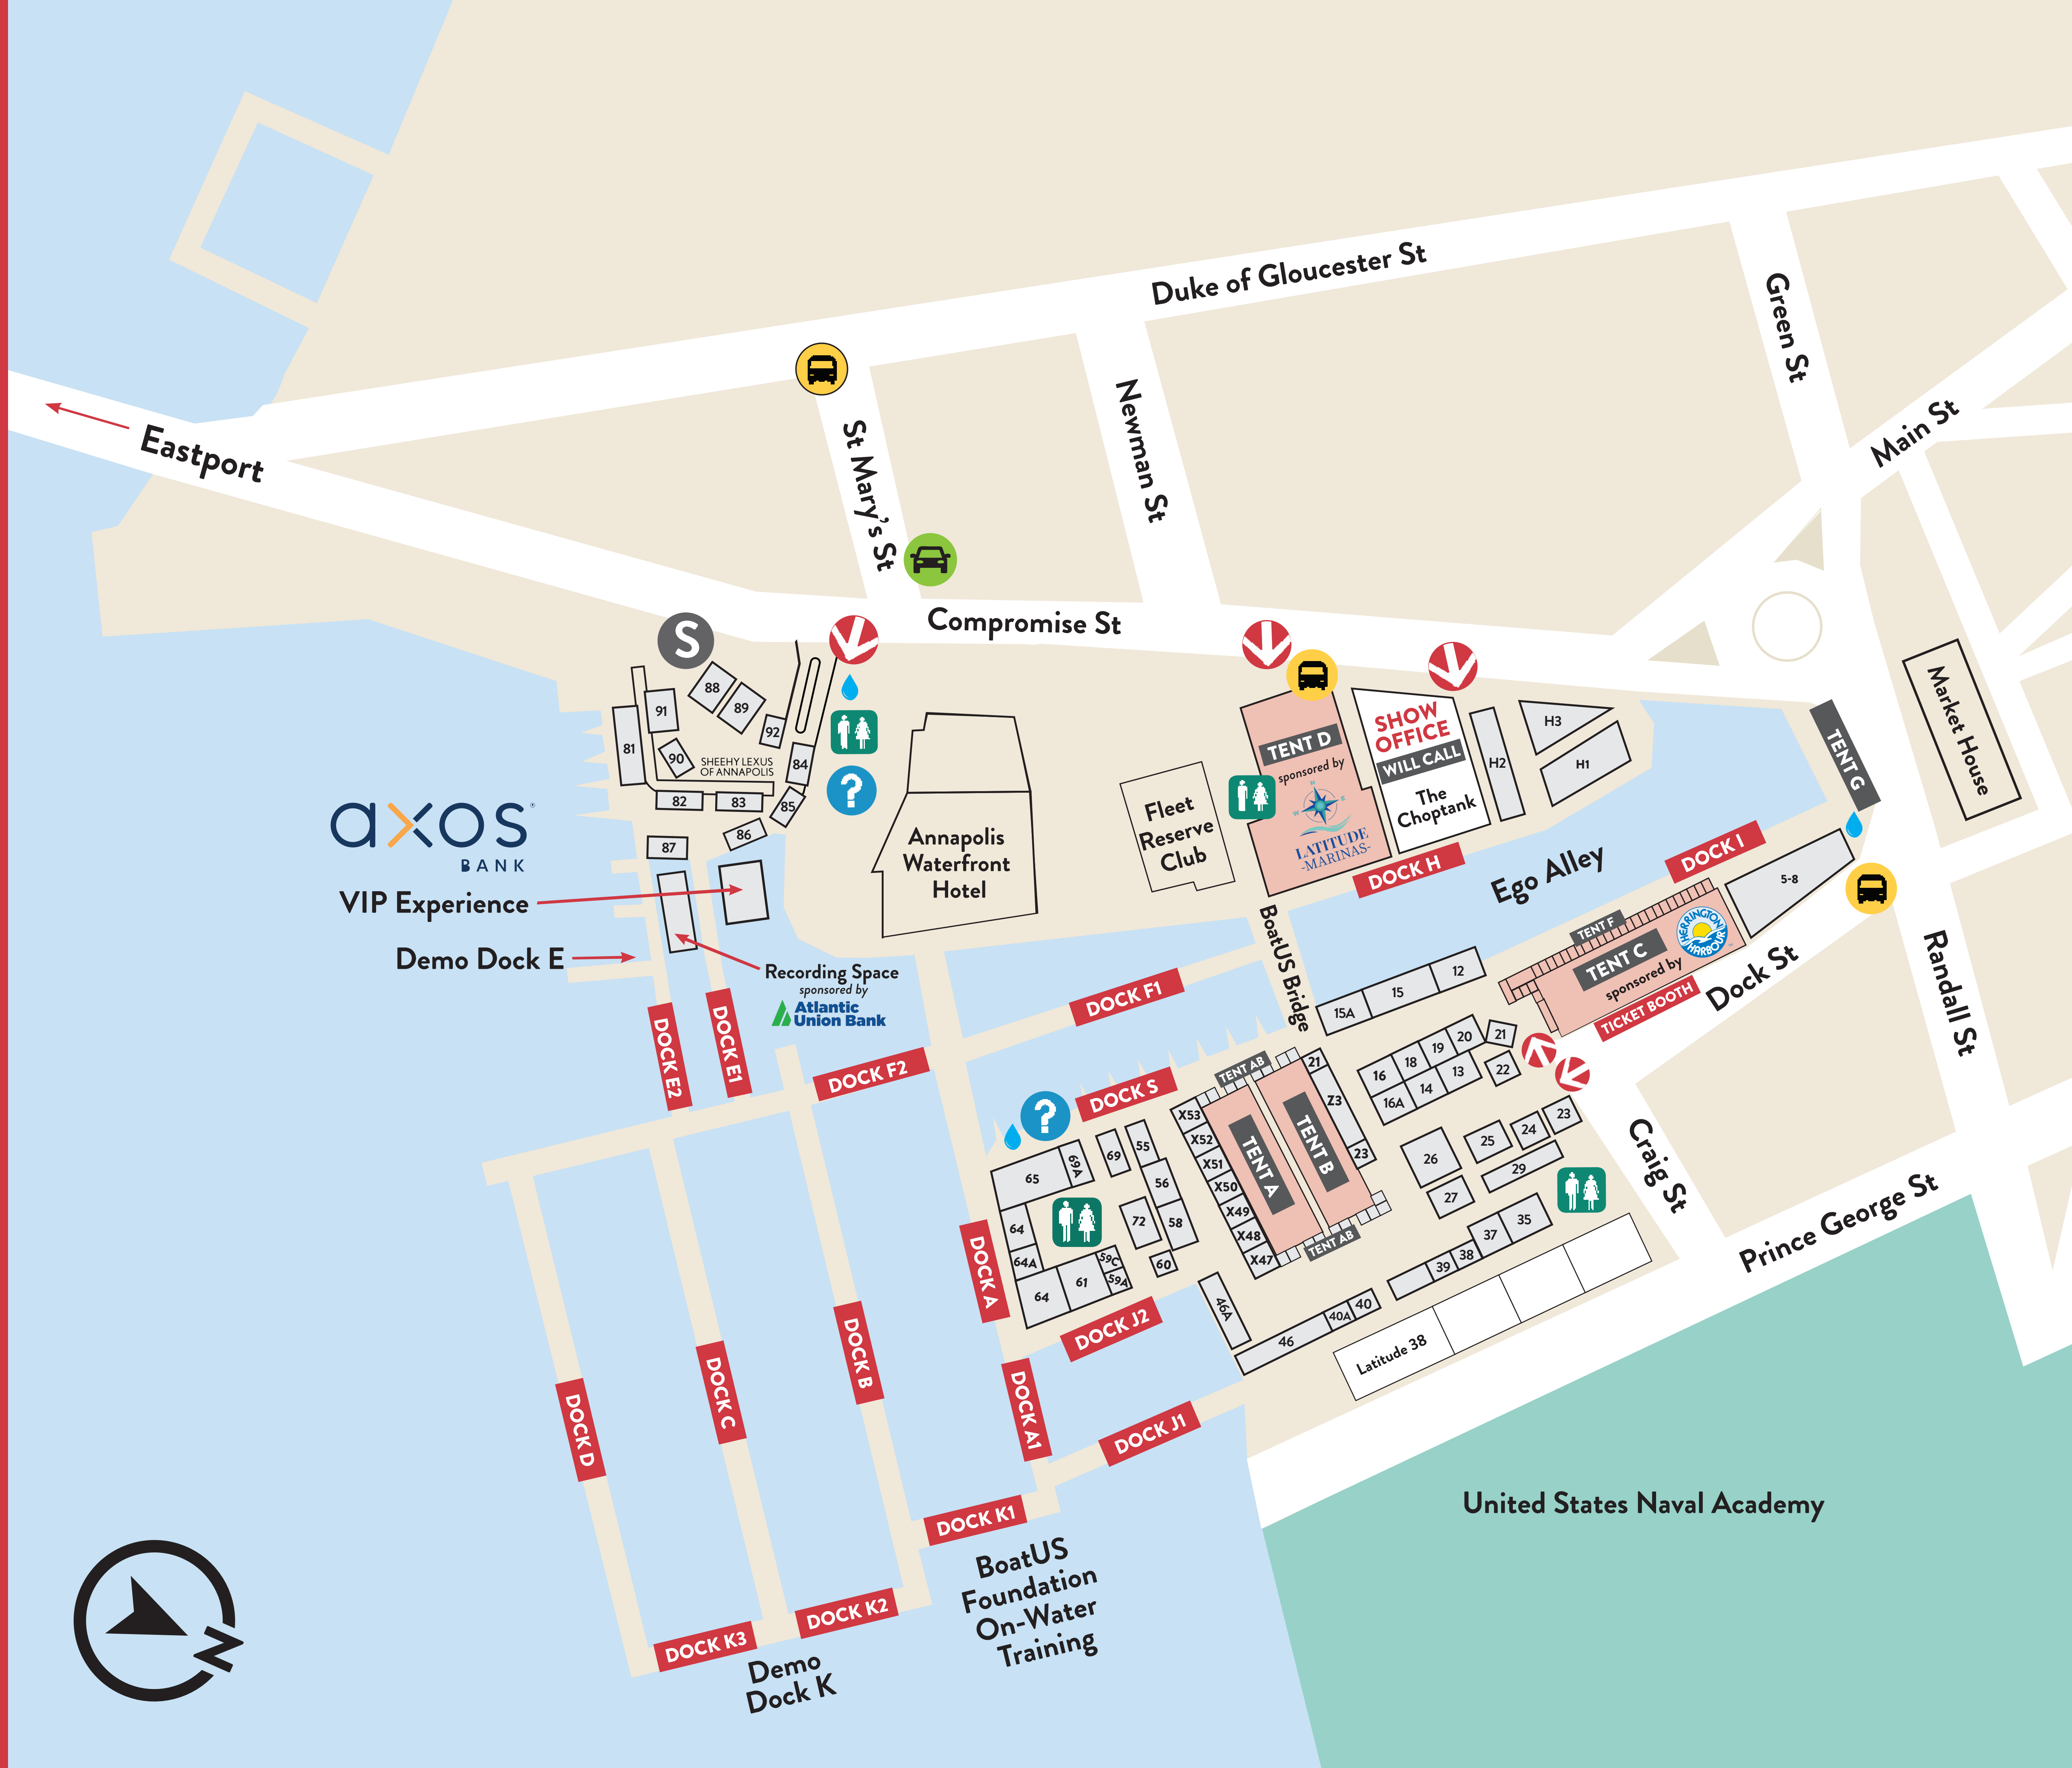 Duke of Gloucester St
Green St
Main St
Newman St
St Mary's St
Eastport
Compromise St
Market House
Randall St
S
88
89
91
92
81
90
SHEEHY LEXUS
OF ANNAPOLIS
84
82
83
85
86
87
?
axos
BANK
VIP Experience
Demo Dock E
Recording Space
sponsored by
Atlantic
Union Bank
Annapolis
Waterfront
Hotel
Fleet
Reserve
Club
TENT D
sponsored by
W
E
S
LATITUDE
-MARINAS-
SHOW
OFFICE
WILL CALL
The
Choptank
H2
H3
H1
TENT G
DOCK H
Ego Alley
DOCK I
5-8
TENT F
TENT C
sponsored by
HERRINGTON
HARBOUR
TICKET BOOTH
Dock St
BoatUS Bridge
12
15
15A
DOCK F1
DOCK F2
DOCK E2
DOCK E1
DOCK S
?
TENT AB
21
Z3
23
TENT A
TENT B
TENT AB
X53
X52
X51
X50
X49
X48
X47
16
18
19
20
21
16A
14
13
22
23
24
25
26
27
29
35
37
38
39
40
40A
46
46A
Craig St
Prince George St
Latitude 38
65
69A
69
55
56
58
72
60
64
64A
64
61
59C
59A
DOCK A
DOCK J2
DOCK A1
DOCK J1
DOCK B
DOCK C
DOCK D
DOCK K1
DOCK K2
DOCK K3
BoatUS
Foundation
On-Water
Training
Demo
Dock K
United States Naval Academy
N